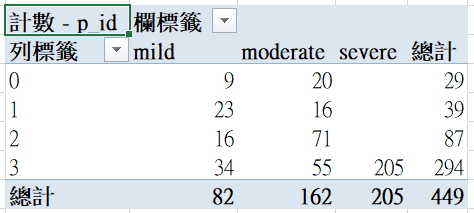 計數 - p_id 欄標籤
列標籤 mild moderate severe 總計
0 9 20 29
1 23 16 39
2 16 71 87
3 34 55 205 294
總計 82 162 205 449